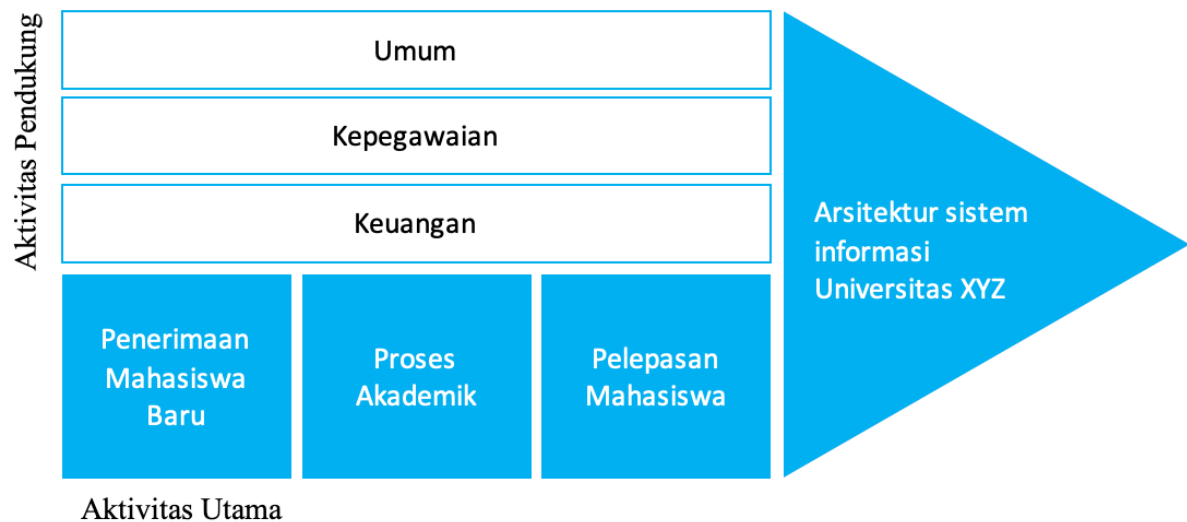 Aktivitas Pendukung
Umum
Kepegawaian
Keuangan
Penerimaan
Mahasiswa
Baru
Proses
Akademik
Pelepasan
Mahasiswa
Arsitektur sistem
informasi
Universitas XYZ
Aktivitas Utama